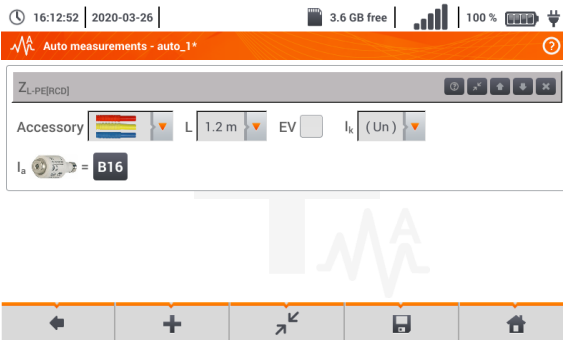 16:12:52 2020-03-26 3.6 GB free 100 %
Auto measurements - auto_1*
ZL-PE[RCD]
Accessory L 1.2 m EV Ik ( Un )
Ia = B16